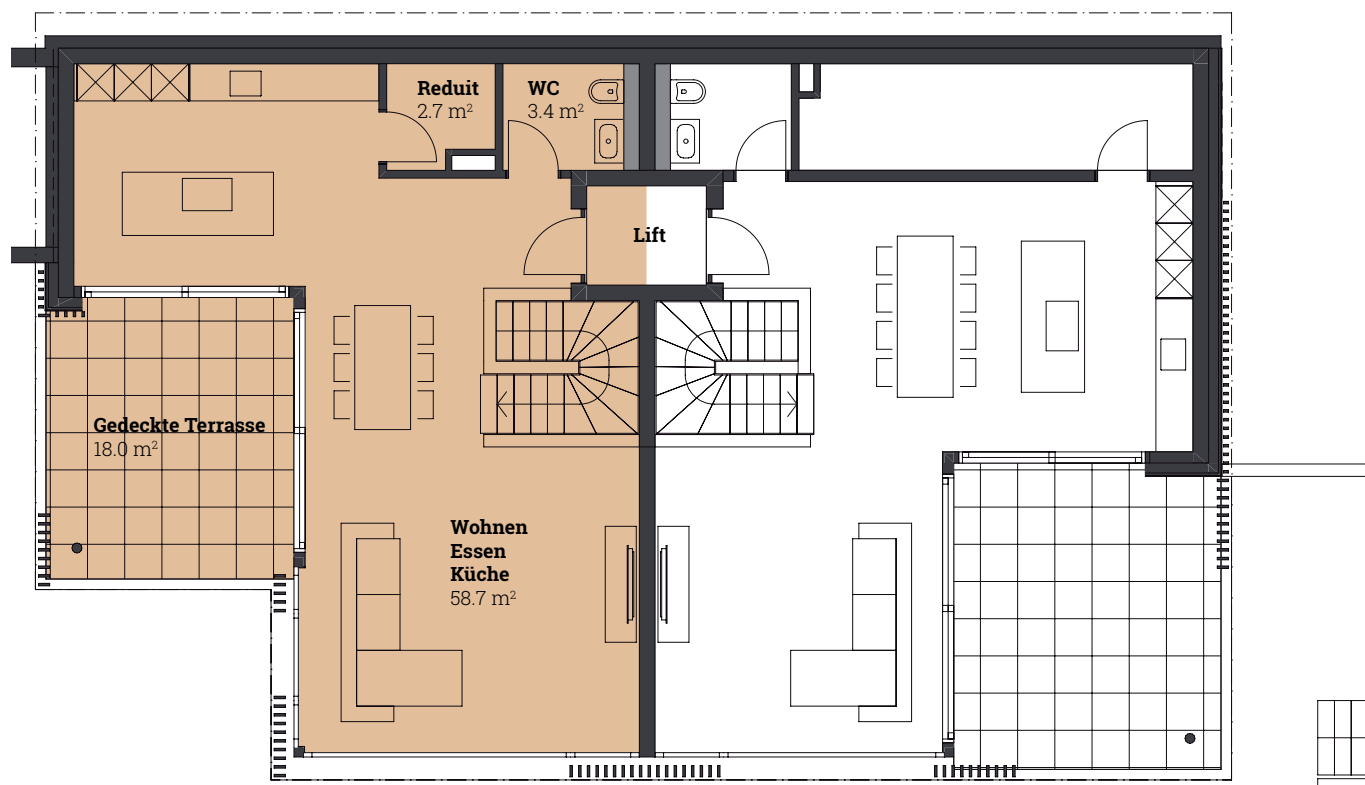 Reduit
2.7 m²
WC
3.4 m²
Lift
Gedeckte Terrasse
18.0 m²
Wohnen
Essen
Küche
58.7 m²